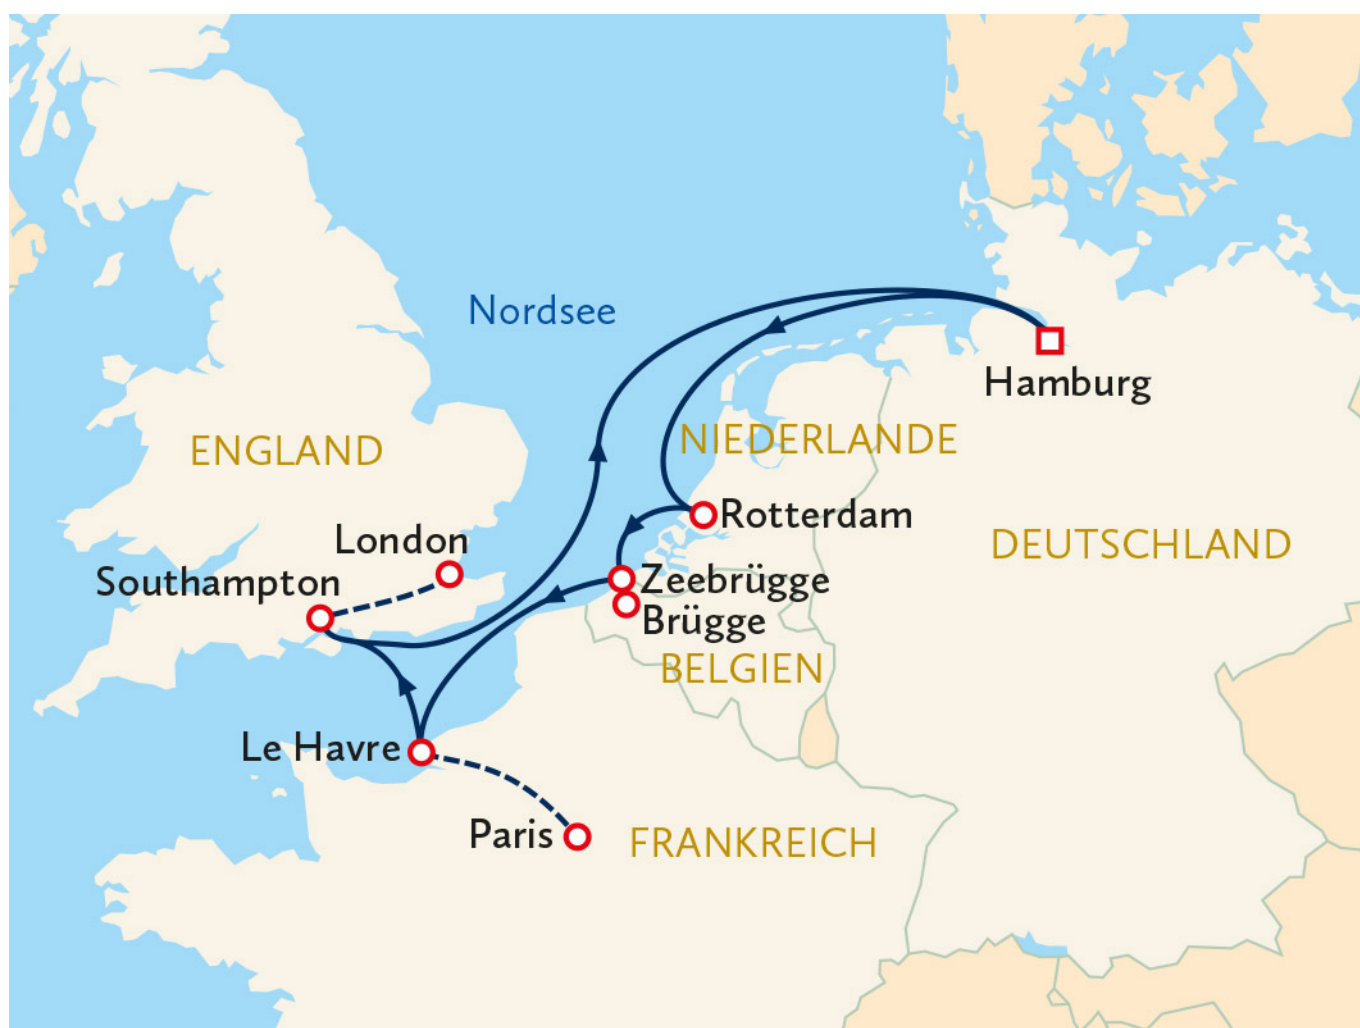 Nordsee
Hamburg
NIEDERLANDE
ENGLAND
Rotterdam
London
DEUTSCHLAND
Southampton
Zeebrügge
Brügge
BELGIEN
Le Havre
Paris
FRANKREICH